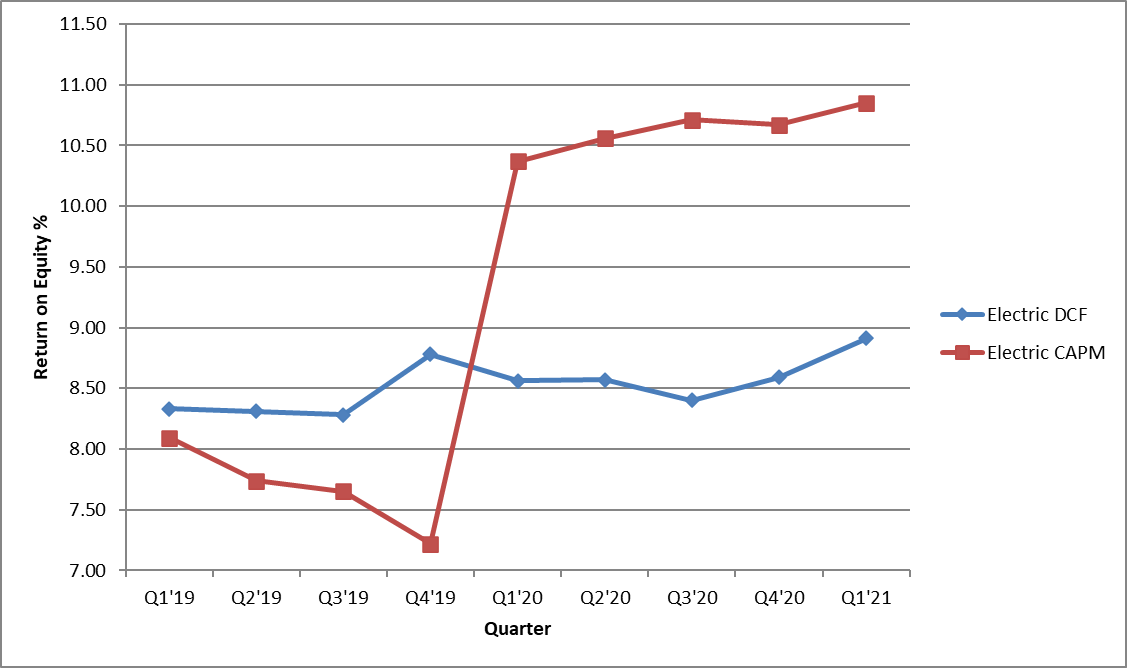 11.50
11.00
10.50
10.00
9.50
9.00
8.50
8.00
7.50
7.00
Return on Equity %
Q1'19 Q2'19 Q3'19 Q4'19 Q1'20 Q2'20 Q3'20 Q4'20 Q1'21
Quarter
Electric DCF
Electric CAPM